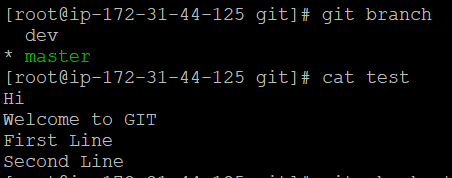 [root@ip-172-31-44-125 git]# git branch
  dev
* master
[root@ip-172-31-44-125 git]# cat test
Hi
Welcome to GIT
First Line
Second Line